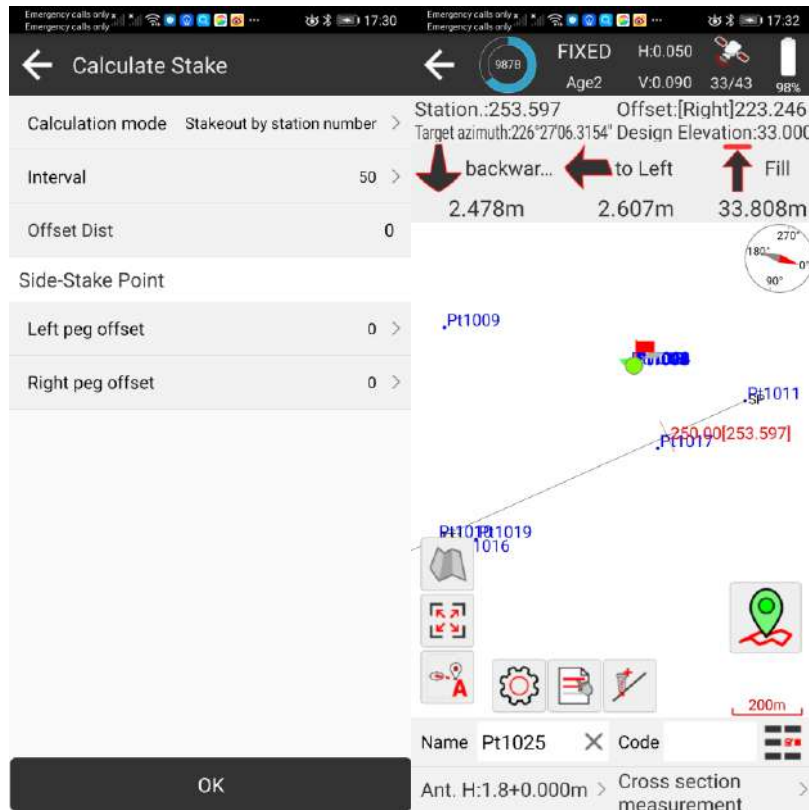 Emergency calls only
Emergency calls only
17:30
Calculate Stake
Calculation mode Stakeout by station number >
Interval 50 >
Offset Dist 0
Side-Stake Point
Left peg offset 0 >
Right peg offset 0 >
OK
Emergency calls only
Emergency calls only
17:32
987B FIXED H:0.050
Age2 V:0.090 33/43 98%
Station.:253.597 Offset:[Right]223.246
Target azimuth:226°27'06.3154" Design Elevation:33.000
backwar... to Left Fill
2.478m 2.607m 33.808m
270°
180° 0°
90°
Pt1009
Pt1011
SP
250.00[253.597]
Pt1017
Pt1019
1016
A
200m
Name Pt1025 Code
Ant. H:1.8+0.000m > Cross section
measurement >